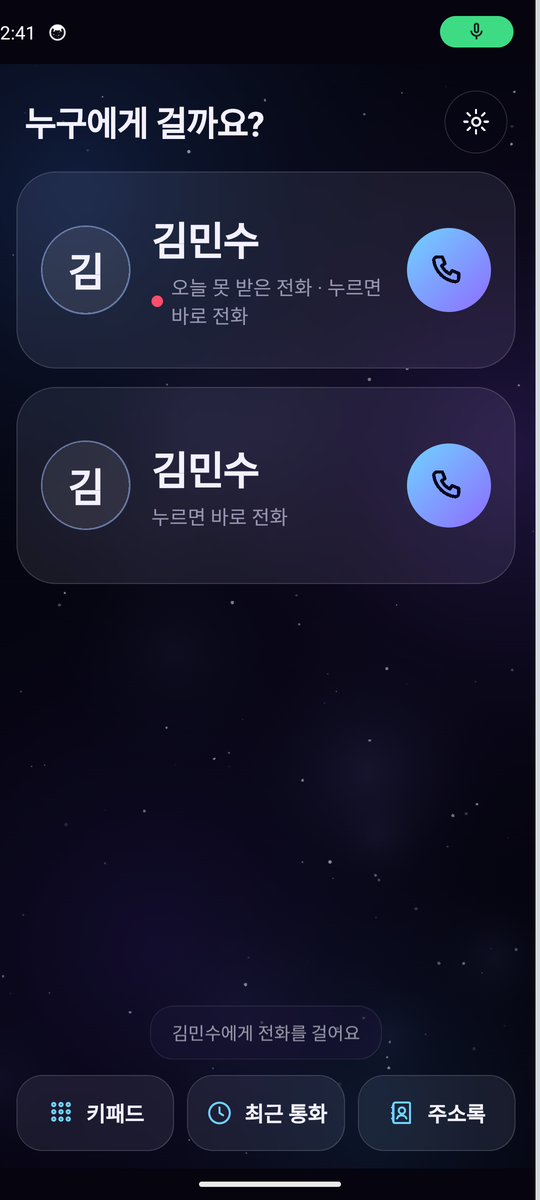 2:41
누구에게 걸까요?
김
김민수
오늘 못 받은 전화 · 누르면
바로 전화
김
김민수
누르면 바로 전화
김민수에게 전화를 걸어요
키패드
최근 통화
주소록